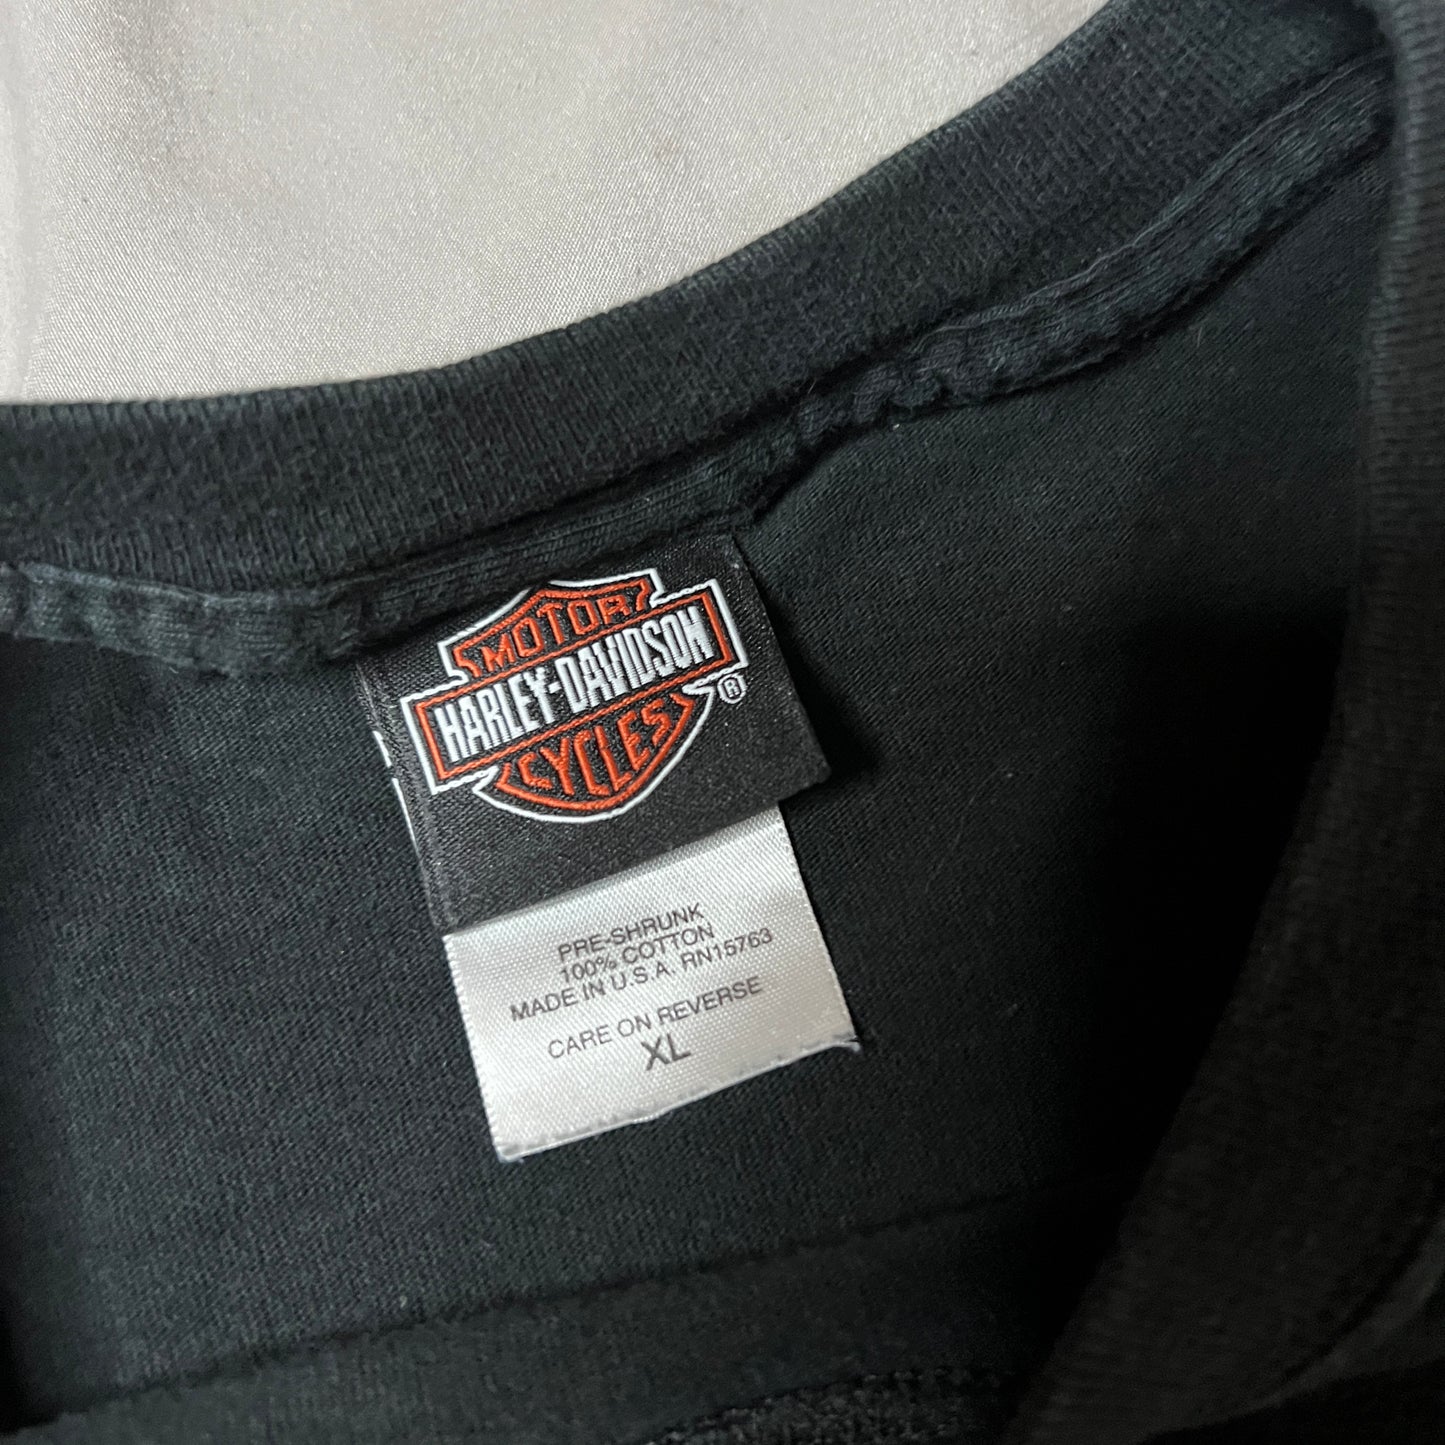 MOTOR
HARLEY-DAVIDSON
CYCLES
®
PRE-SHRUNK
100% COTTON
MADE IN U.S.A. RN15763
CARE ON REVERSE
XL